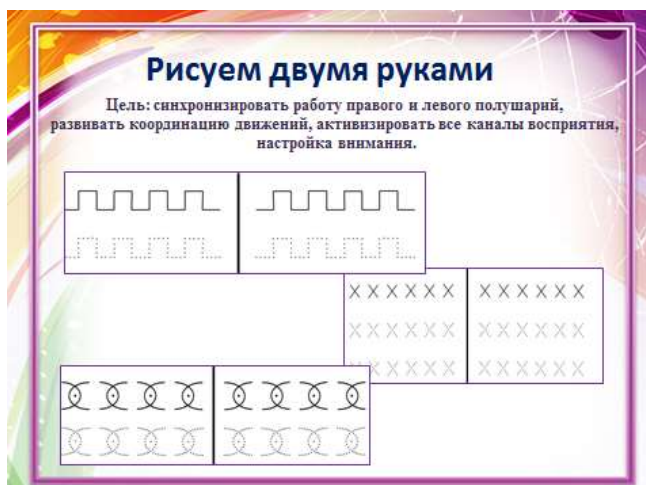 Рисуем двумя руками
Цель: синхронизировать работу правого и левого полушарий,
развивать координацию движений, активизировать все каналы восприятия,
настройка внимания.